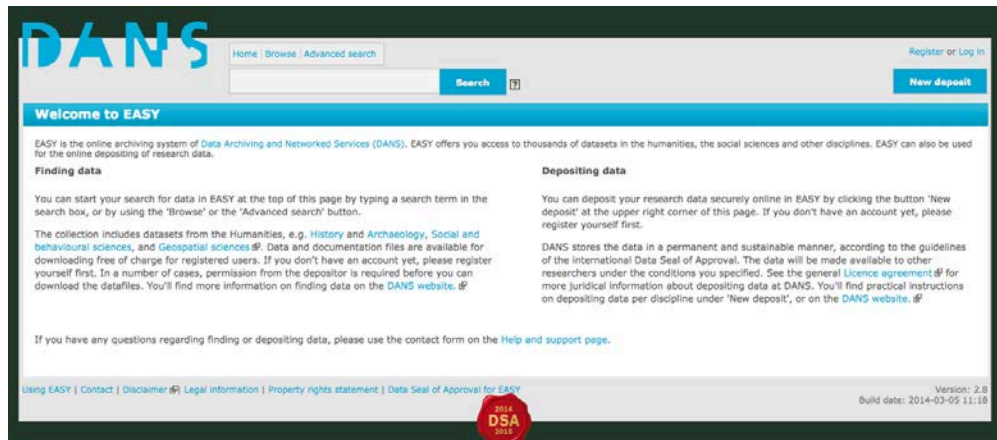 DANS
Home | Browse | Advanced search
Register or Log in
Search [?]
New deposit
Welcome to EASY
EASY is the online archiving system of Data Archiving and Networked Services (DANS). EASY offers you access to thousands of datasets in the humanities, the social sciences and other disciplines. EASY can also be used
for the online depositing of research data.
Finding data
You can start your search for data in EASY at the top of this page by typing a search term in the
search box, or by using the 'Browse' or the 'Advanced search' button.
The collection includes datasets from the Humanities, e.g. History and Archaeology, Social and
behavioural sciences, and Geospatial sciences. Data and documentation files are available for
downloading free of charge for registered users. If you don't have an account yet, please register
yourself first. In a number of cases, permission from the depositor is required before you can
download the datafiles. You'll find more information on finding data on the DANS website.
Depositing data
You can deposit your research data securely online in EASY by clicking the button 'New
deposit' at the upper right corner of this page. If you don't have an account yet, please
register yourself first.
DANS stores the data in a permanent and sustainable manner, according to the guidelines
of the international Data Seal of Approval. The data will be made available to other
researchers under the conditions you specified. See the general Licence agreement for
more juridical information about depositing data at DANS. You'll find practical instructions
on depositing data per discipline under 'New deposit', or on the DANS website.
If you have any questions regarding finding or depositing data, please use the contact form on the Help and support page.
Using EASY | Contact | Disclaimer | Legal information | Property rights statement | Data Seal of Approval for EASY
Version: 2.8
Build date: 2014-03-05 11:18
2014
DSA
2015